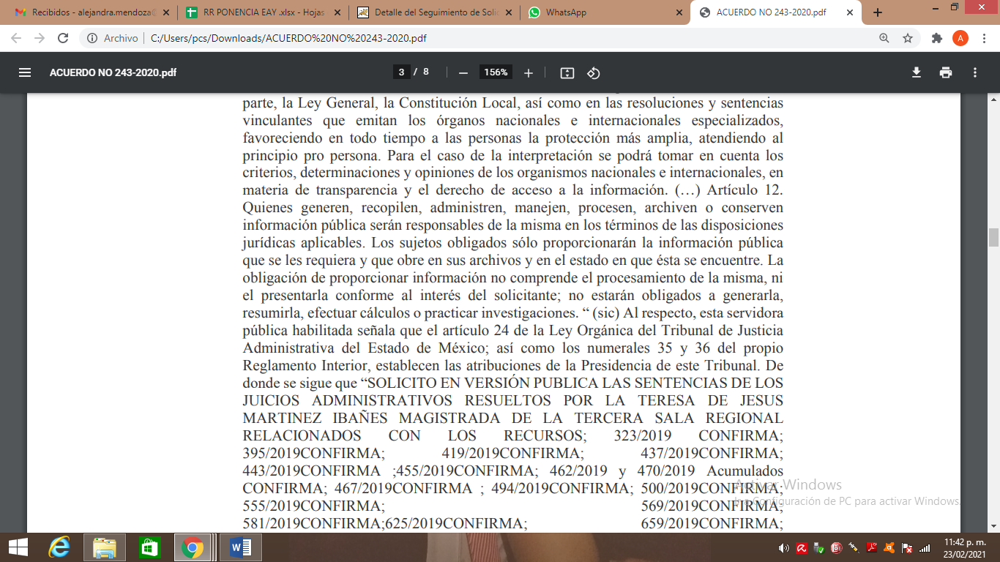 Recibidos - alejandra.mendoza@
RR PONENCIA EAY .xlsx - Hojas
Detalle del Seguimiento de Solic
WhatsApp
ACUERDO NO 243-2020.pdf
Archivo
C:/Users/pcs/Downloads/ACUERDO%20NO%20243-2020.pdf
A
ACUERDO NO 243-2020.pdf
3 / 8
156%
parte, la Ley General, la Constitución Local, así como en las resoluciones y sentencias
vinculantes que emitan los órganos nacionales e internacionales especializados,
favoreciendo en todo tiempo a las personas la protección más amplia, atendiendo al
principio pro persona. Para el caso de la interpretación se podrá tomar en cuenta los
criterios, determinaciones y opiniones de los organismos nacionales e internacionales, en
materia de transparencia y el derecho de acceso a la información. (…) Artículo 12.
Quienes generen, recopilen, administren, manejen, procesen, archiven o conserven
información pública serán responsables de la misma en los términos de las disposiciones
jurídicas aplicables. Los sujetos obligados sólo proporcionarán la información pública
que se les requiera y que obre en sus archivos y en el estado en que ésta se encuentre. La
obligación de proporcionar información no comprende el procesamiento de la misma, ni
el presentarla conforme al interés del solicitante; no estarán obligados a generarla,
resumirla, efectuar cálculos o practicar investigaciones. “ (sic) Al respecto, esta servidora
pública habilitada señala que el artículo 24 de la Ley Orgánica del Tribunal de Justicia
Administrativa del Estado de México; así como los numerales 35 y 36 del propio
Reglamento Interior, establecen las atribuciones de la Presidencia de este Tribunal. De
donde se sigue que “SOLICITO EN VERSIÓN PUBLICA LAS SENTENCIAS DE LOS
JUICIOS ADMINISTRATIVOS RESUELTOS POR LA TERESA DE JESUS
MARTINEZ IBAÑES MAGISTRADA DE LA TERCERA SALA REGIONAL
RELACIONADOS CON LOS RECURSOS; 323/2019 CONFIRMA;
395/2019CONFIRMA; 419/2019CONFIRMA; 437/2019CONFIRMA;
443/2019CONFIRMA ;455/2019CONFIRMA; 462/2019 y 470/2019 Acumulados
CONFIRMA; 467/2019CONFIRMA ; 494/2019CONFIRMA; 500/2019CONFIRMA;
555/2019CONFIRMA; 569/2019CONFIRMA;
581/2019CONFIRMA;625/2019CONFIRMA; 659/2019CONFIRMA;
Activar Windows
Configuración de PC para activar Windows.
11:42 p. m.
23/02/2021